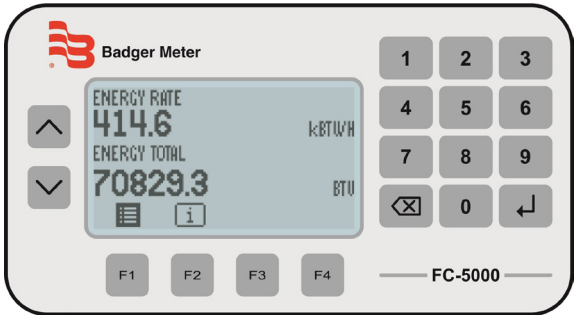 Badger Meter
®
ENERGY RATE
414.6 kBTU/H
ENERGY TOTAL
70829.3 BTU
i
1 2 3
4 5 6
7 8 9
0
F1 F2 F3 F4
FC-5000